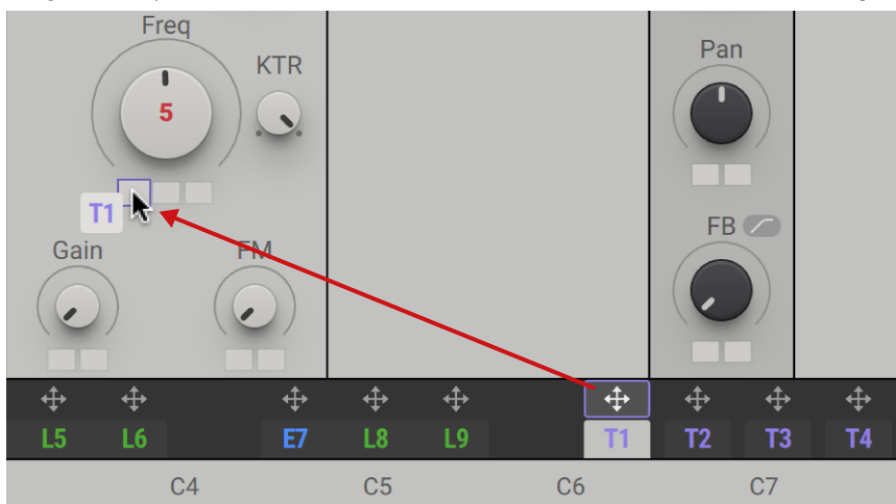 Freq
KTR
Pan
5
T1
FB
Gain
FM
L5 L6 E7 L8 L9 T1 T2 T3 T4
C4 C5 C6 C7